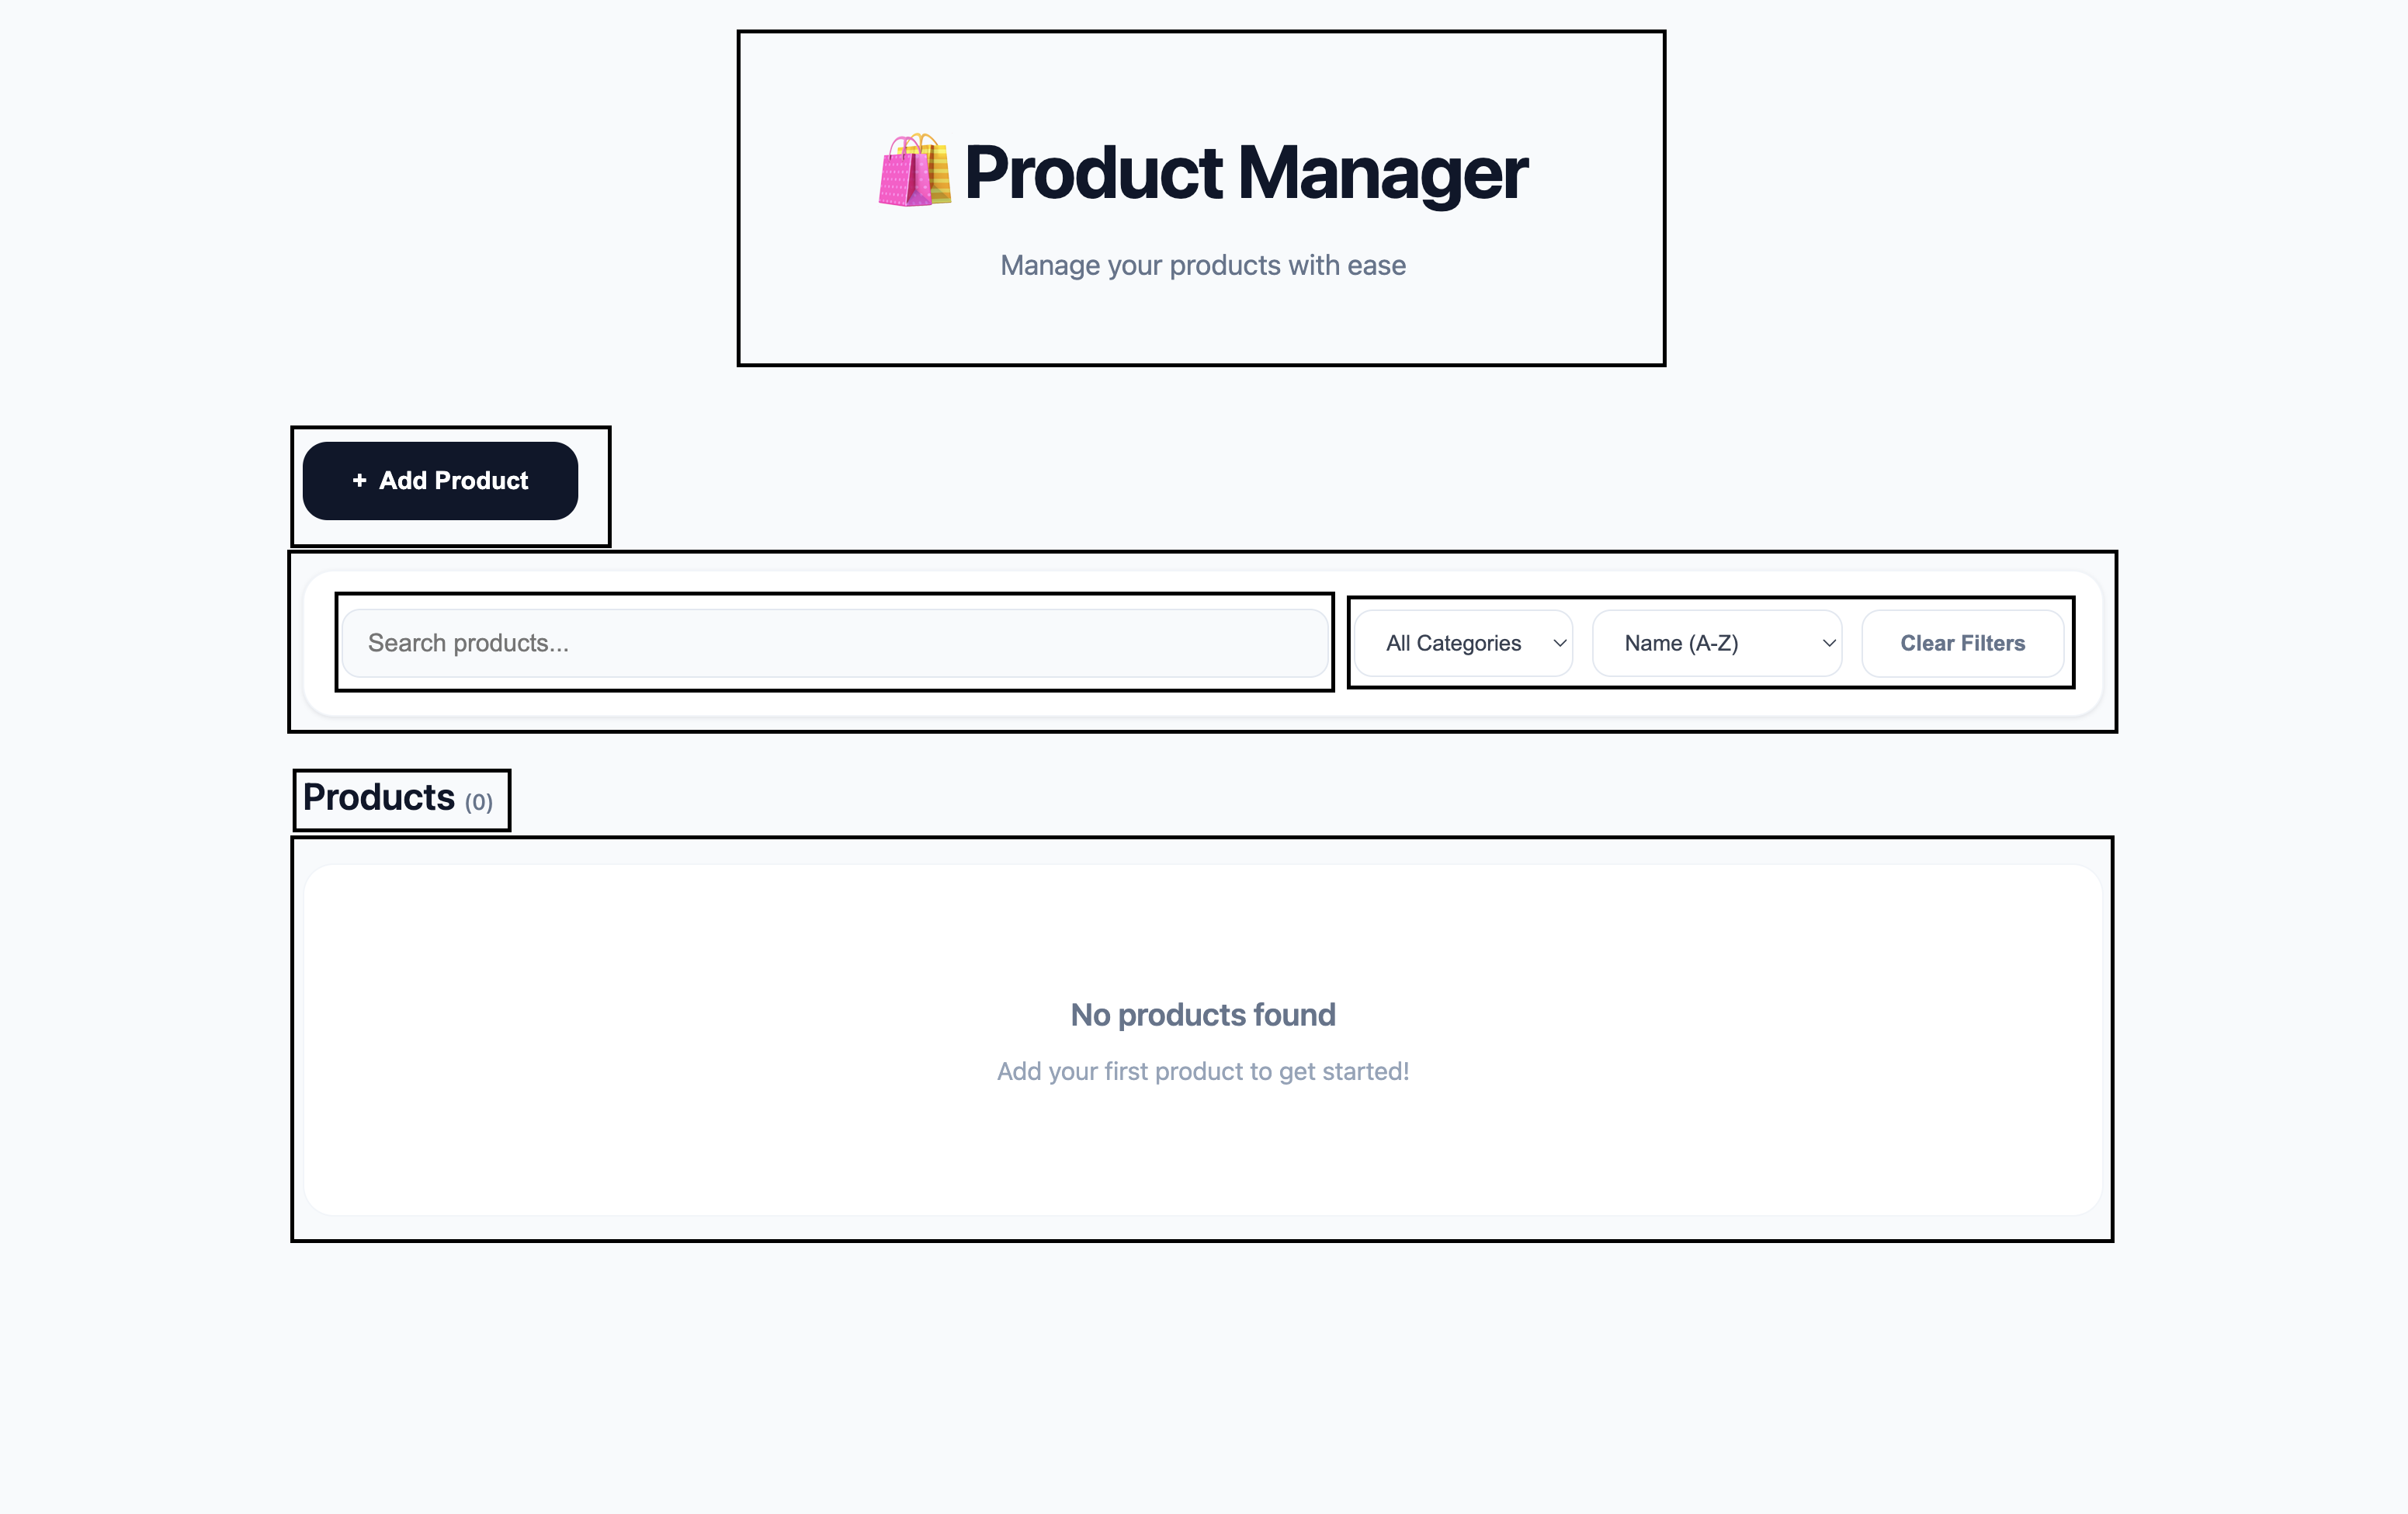 Product Manager
Manage your products with ease
+ Add Product
Search products...
All Categories
Name (A-Z)
Clear Filters
Products (0)
No products found
Add your first product to get started!